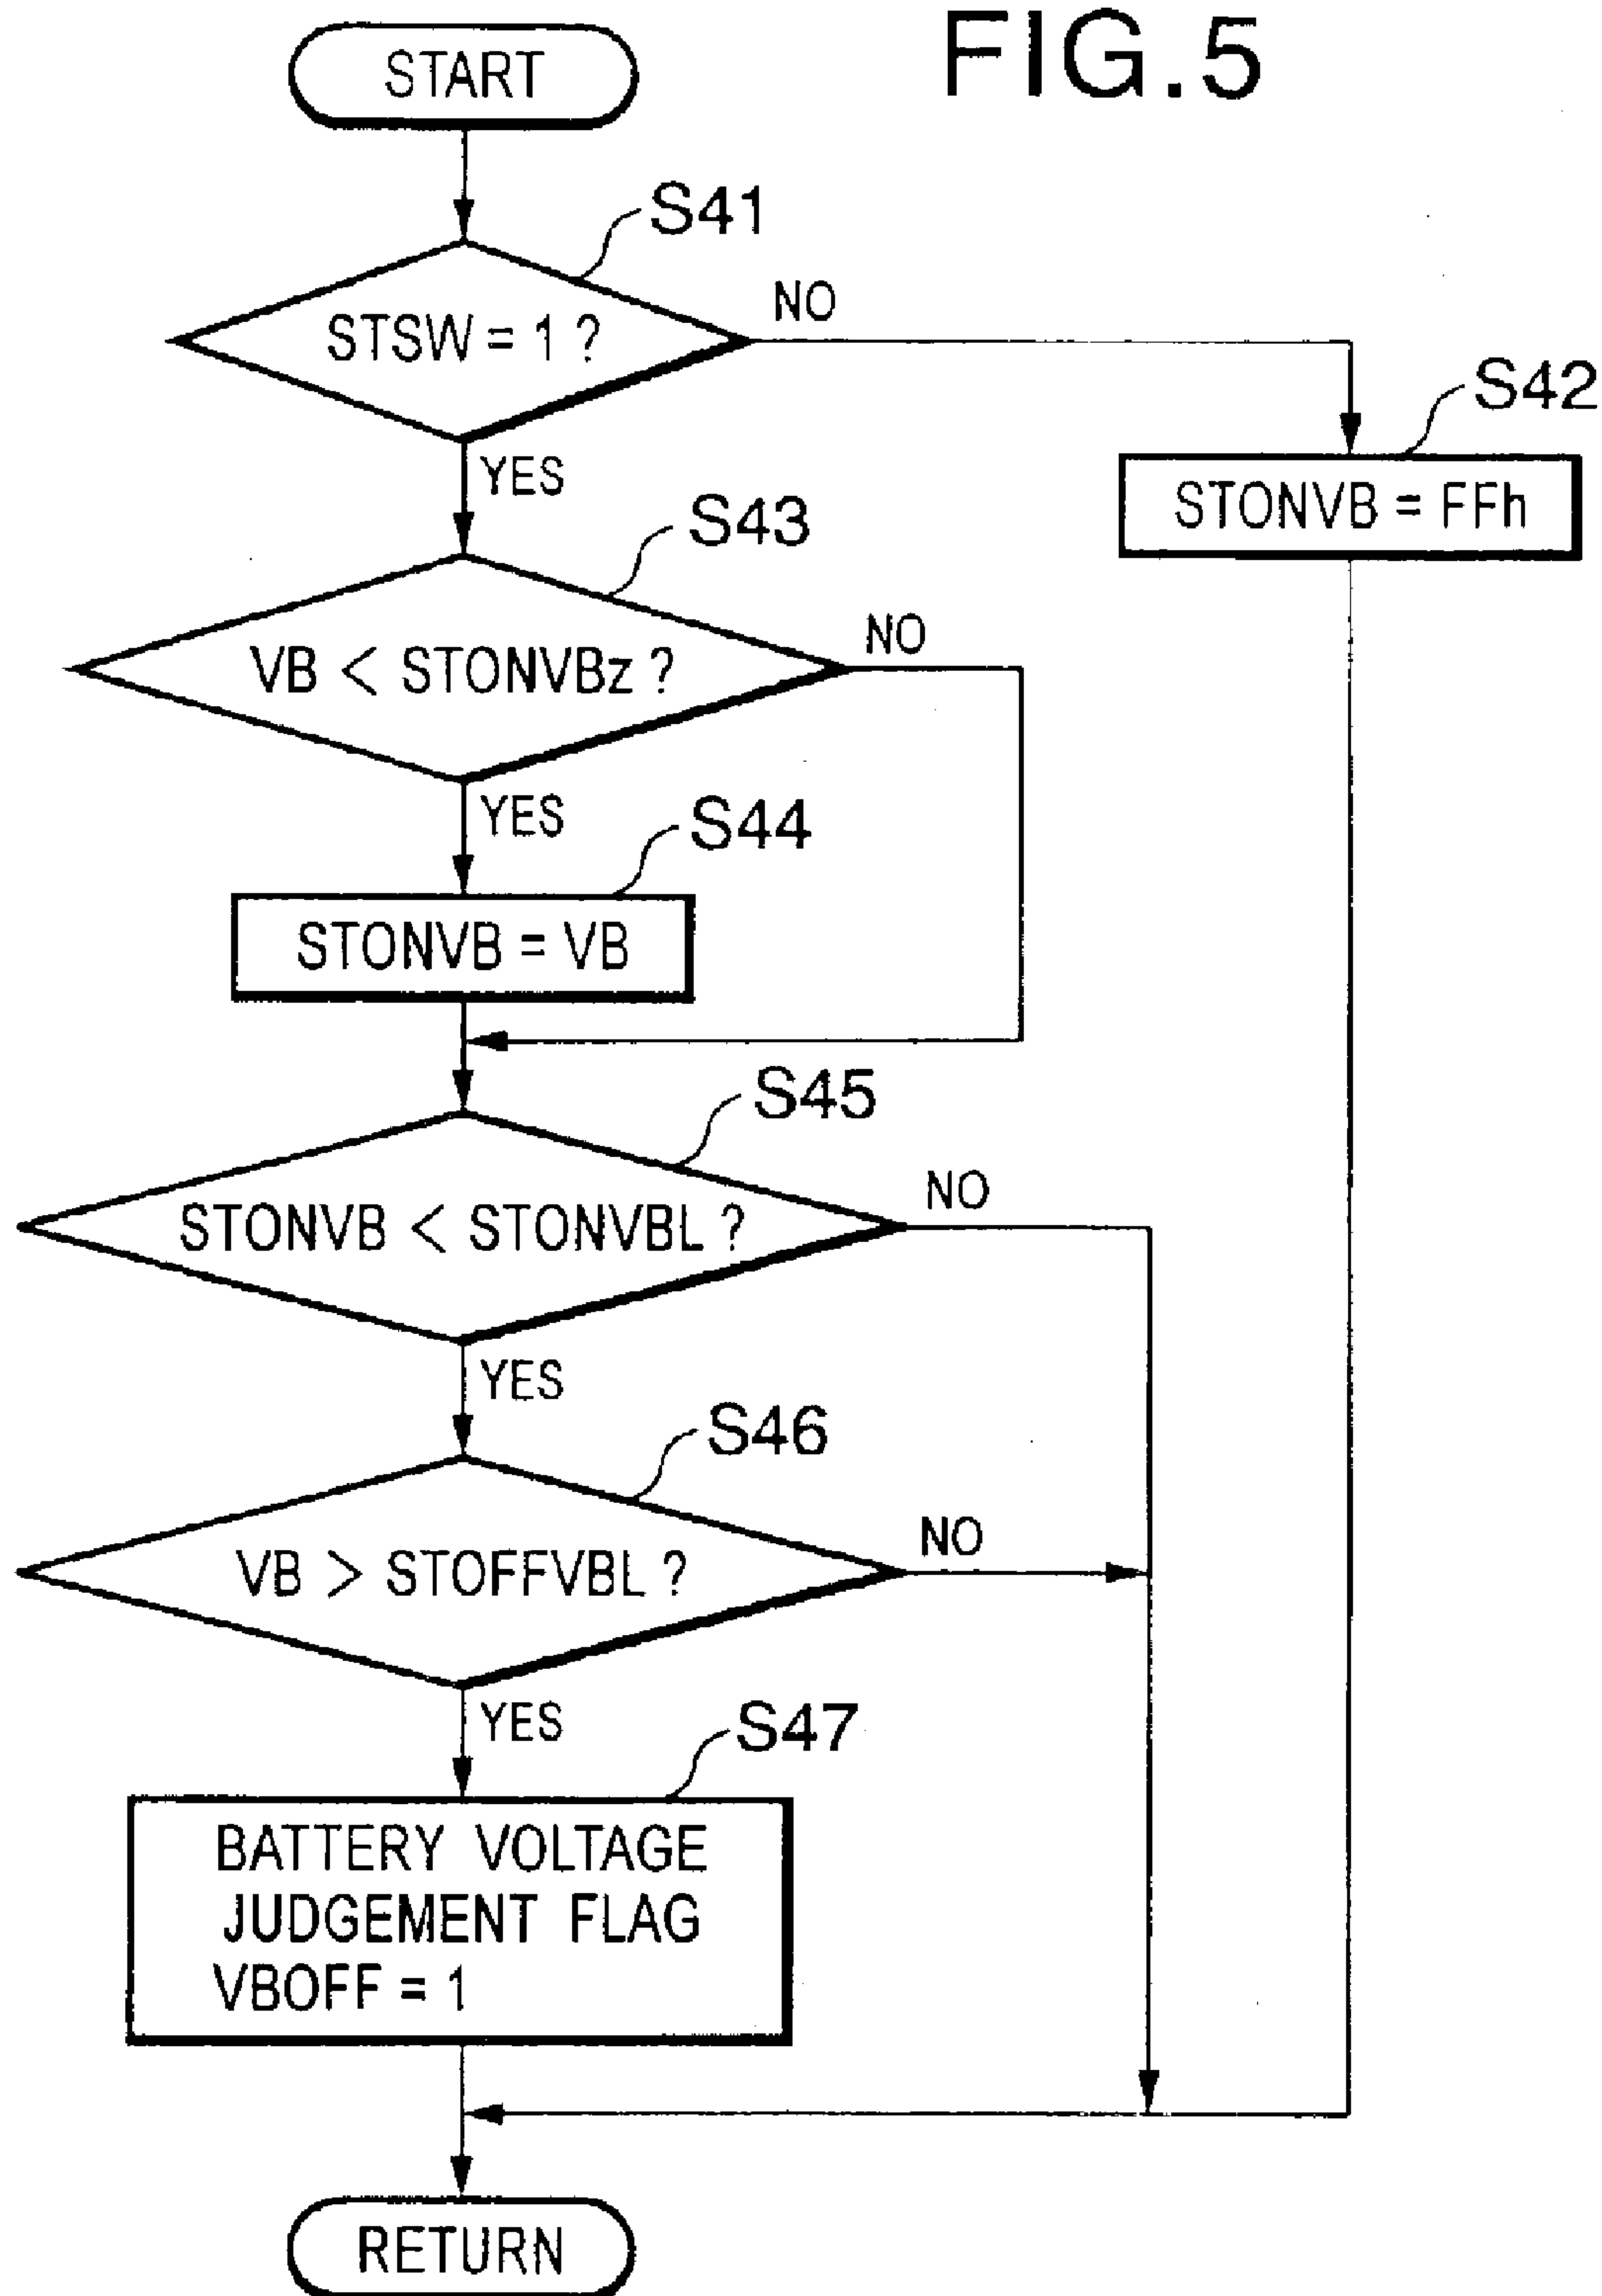 FIG.5
START
S41
STSW = 1 ?
NO
S42
STONVB = FFh
YES
S43
VB < STONVBz ?
NO
YES
S44
STONVB = VB
S45
STONVB < STONVBL ?
NO
YES
S46
VB > STOFFVBL ?
NO
YES
S47
BATTERY VOLTAGE
JUDGEMENT FLAG
VBOFF = 1
RETURN